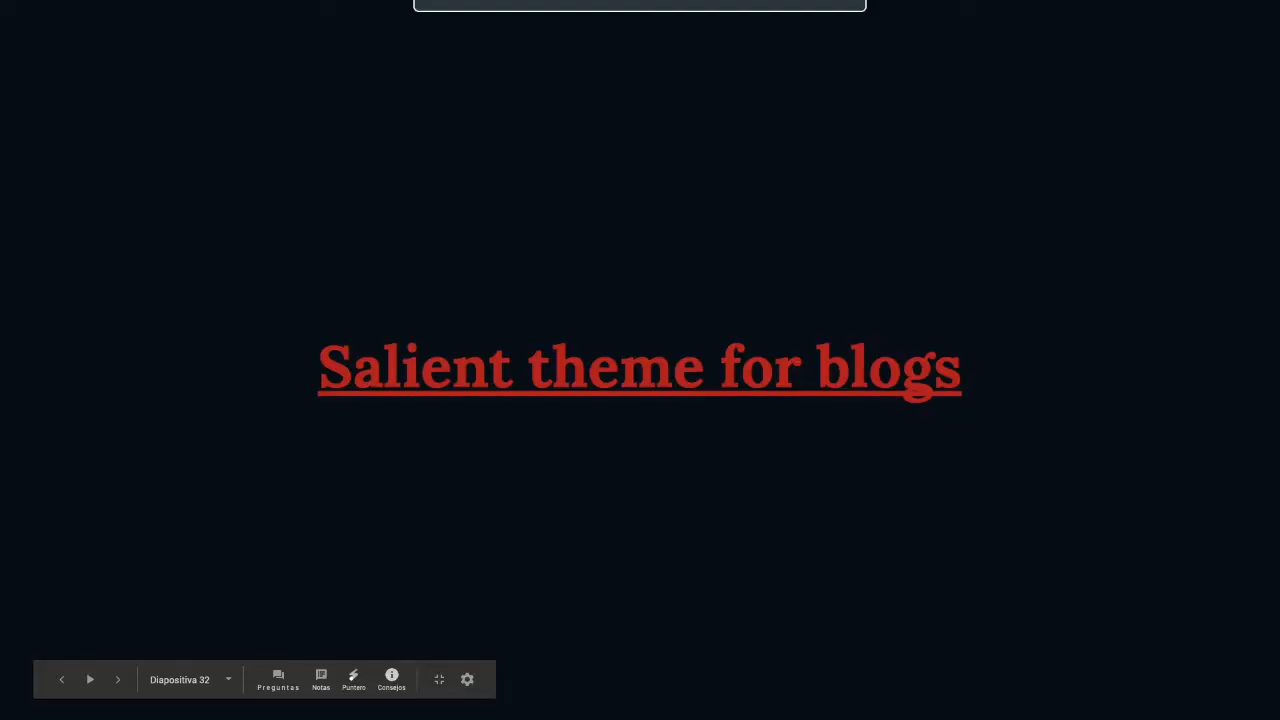 Salient theme for blogs
Diapositiva 32
Preguntas
Notas
Puntero
Consejos